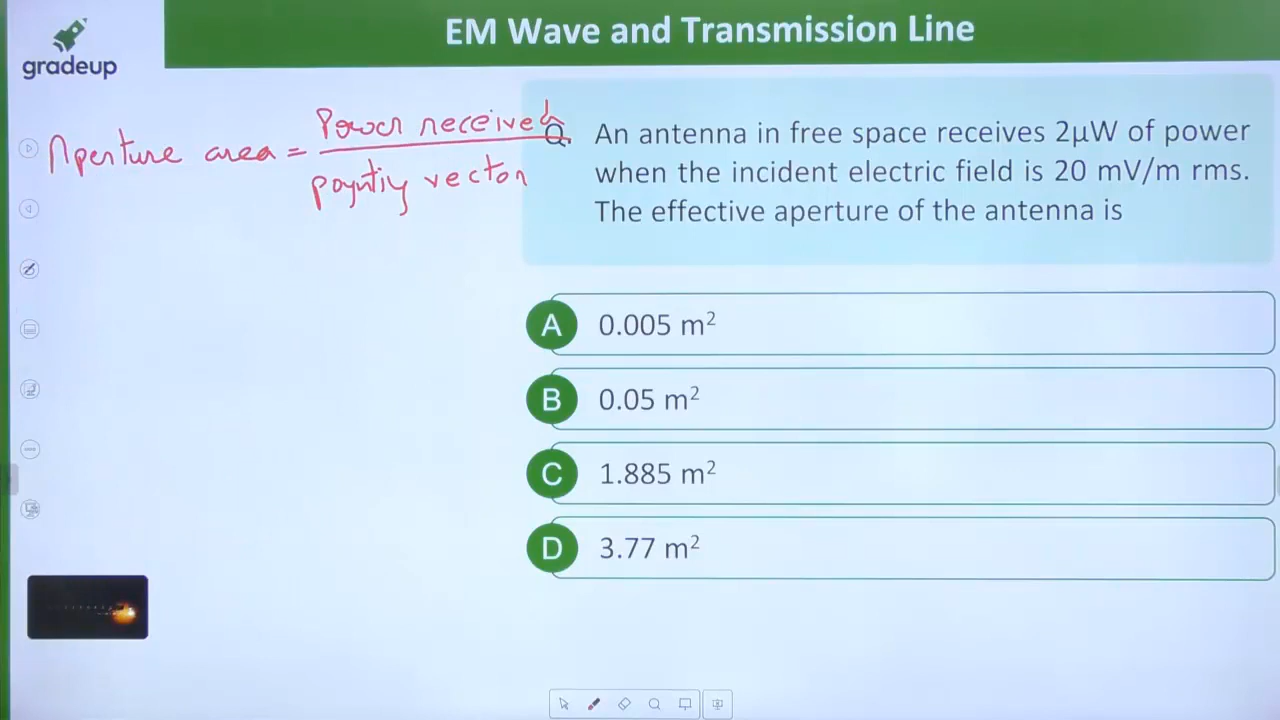 EM Wave and Transmission Line
gradeup
Aperture area = Power received
poyntiy vector
Q. An antenna in free space receives 2μW of power
when the incident electric field is 20 mV/m rms.
The effective aperture of the antenna is
A 0.005 m²
B 0.05 m²
C 1.885 m²
D 3.77 m²